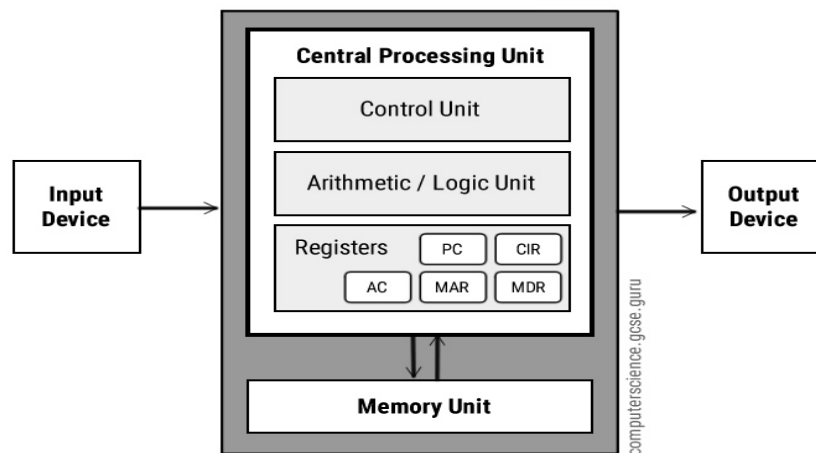 Central Processing Unit
Control Unit
Arithmetic / Logic Unit
Input
Device
Output
Device
Registers
PC
CIR
AC
MAR
MDR
Memory Unit
computerscience.gcse.guru